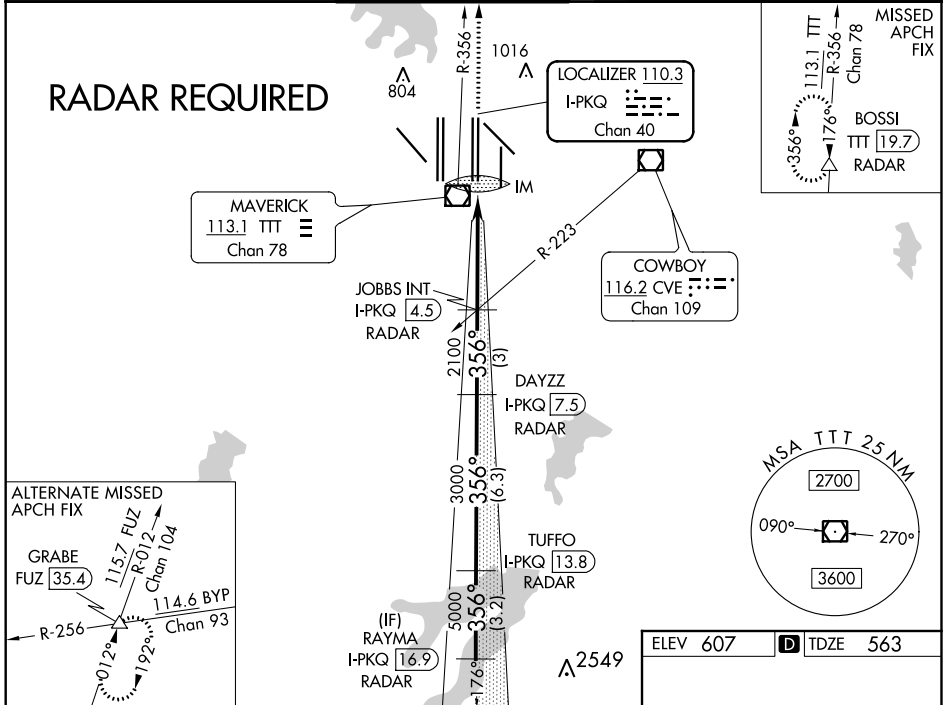 RADAR REQUIRED
804
R-356
1016
LOCALIZER 110.3
I-PKQ
Chan 40
MISSED
APCH
FIX
113.1 TTT
R-356
Chan 78
356°
176°
BOSSI
TTT 19.7
RADAR
IM
MAVERICK
113.1 TTT
Chan 78
R-223
COWBOY
116.2 CVE
Chan 109
JOBBS INT
I-PKQ 4.5
RADAR
2100
356°
(3)
DAYZZ
I-PKQ 7.5
RADAR
3000
356°
(6.3)
TUFFO
I-PKQ 13.8
RADAR
5000
356°
(3.2)
(IF)
RAYMA
I-PKQ 16.9
RADAR
176°
2549
MSA TTT 25 NM
2700
090°
270°
3600
ALTERNATE MISSED
APCH FIX
GRABE
FUZ 35.4
115.7 FUZ
R-012
Chan 104
114.6 BYP
Chan 93
R-256
012°
192°
ELEV 607 D TDZE 563